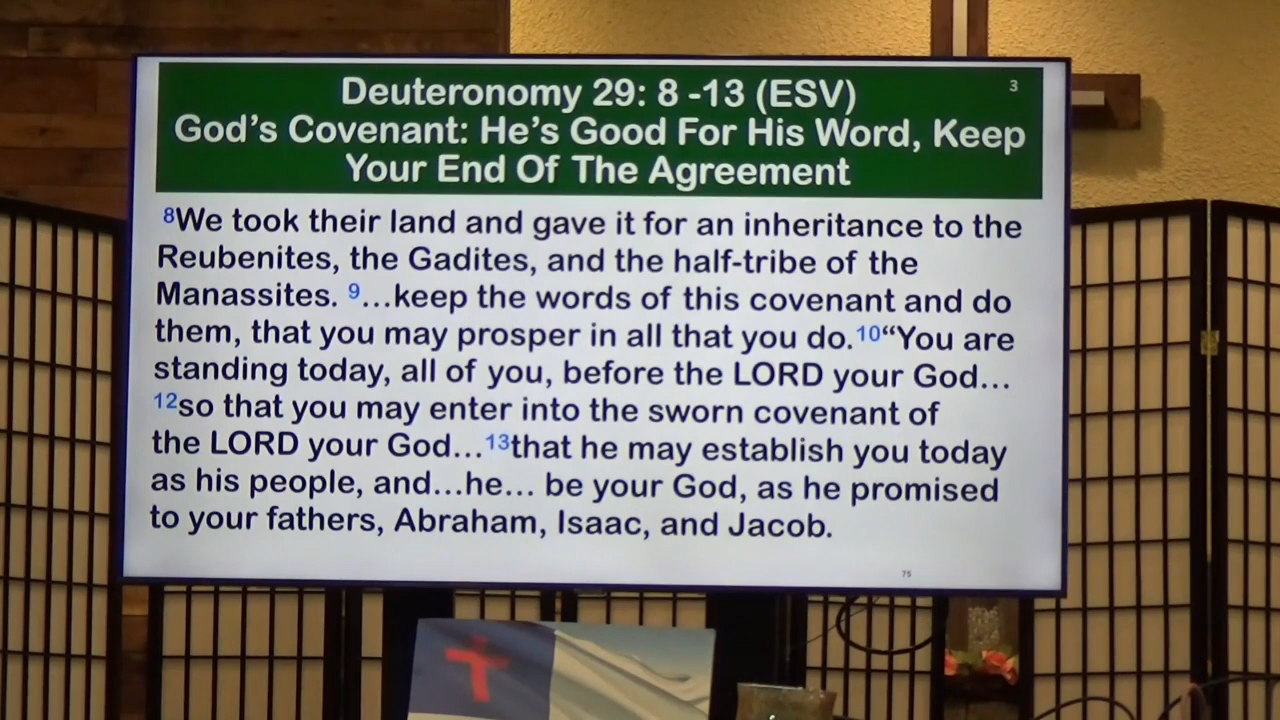 Deuteronomy 29: 8 -13 (ESV)
3
God's Covenant: He's Good For His Word, Keep
Your End Of The Agreement
8We took their land and gave it for an inheritance to the
Reubenites, the Gadites, and the half-tribe of the
Manassites. 9…keep the words of this covenant and do
them, that you may prosper in all that you do.10“You are
standing today, all of you, before the LORD your God…
12so that you may enter into the sworn covenant of
the LORD your God…13that he may establish you today
as his people, and…he… be your God, as he promised
to your fathers, Abraham, Isaac, and Jacob.
75